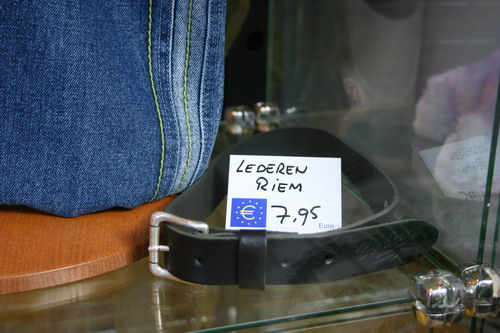 LEDEREN
RIEM
€ 7,95
Euro